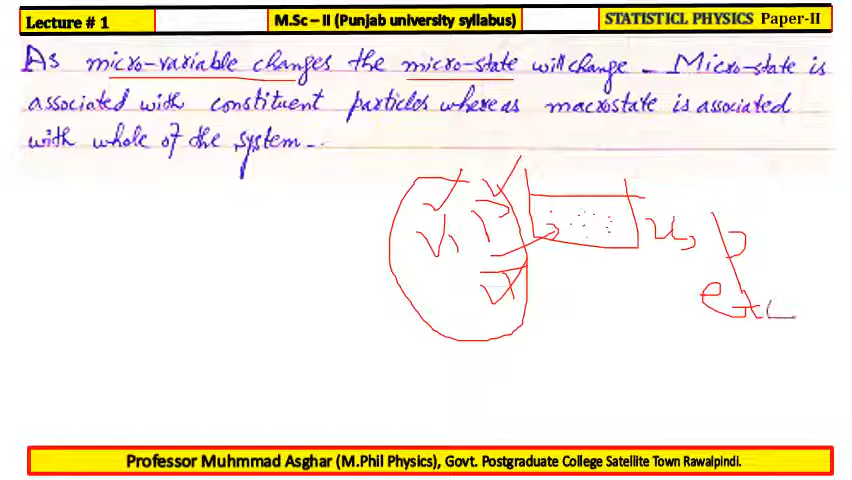 Lecture # 1
M.Sc – II (Punjab university syllabus)
STATISTICL PHYSICS Paper-II
As micro-variable changes the micro-state will change - Micro-state is
associated with constituent particles whereas macrostate is associated
with whole of the system -
V, P
V,
T
u, P
etc
Professor Muhmmad Asghar (M.Phil Physics), Govt. Postgraduate College Satellite Town Rawalpindi.